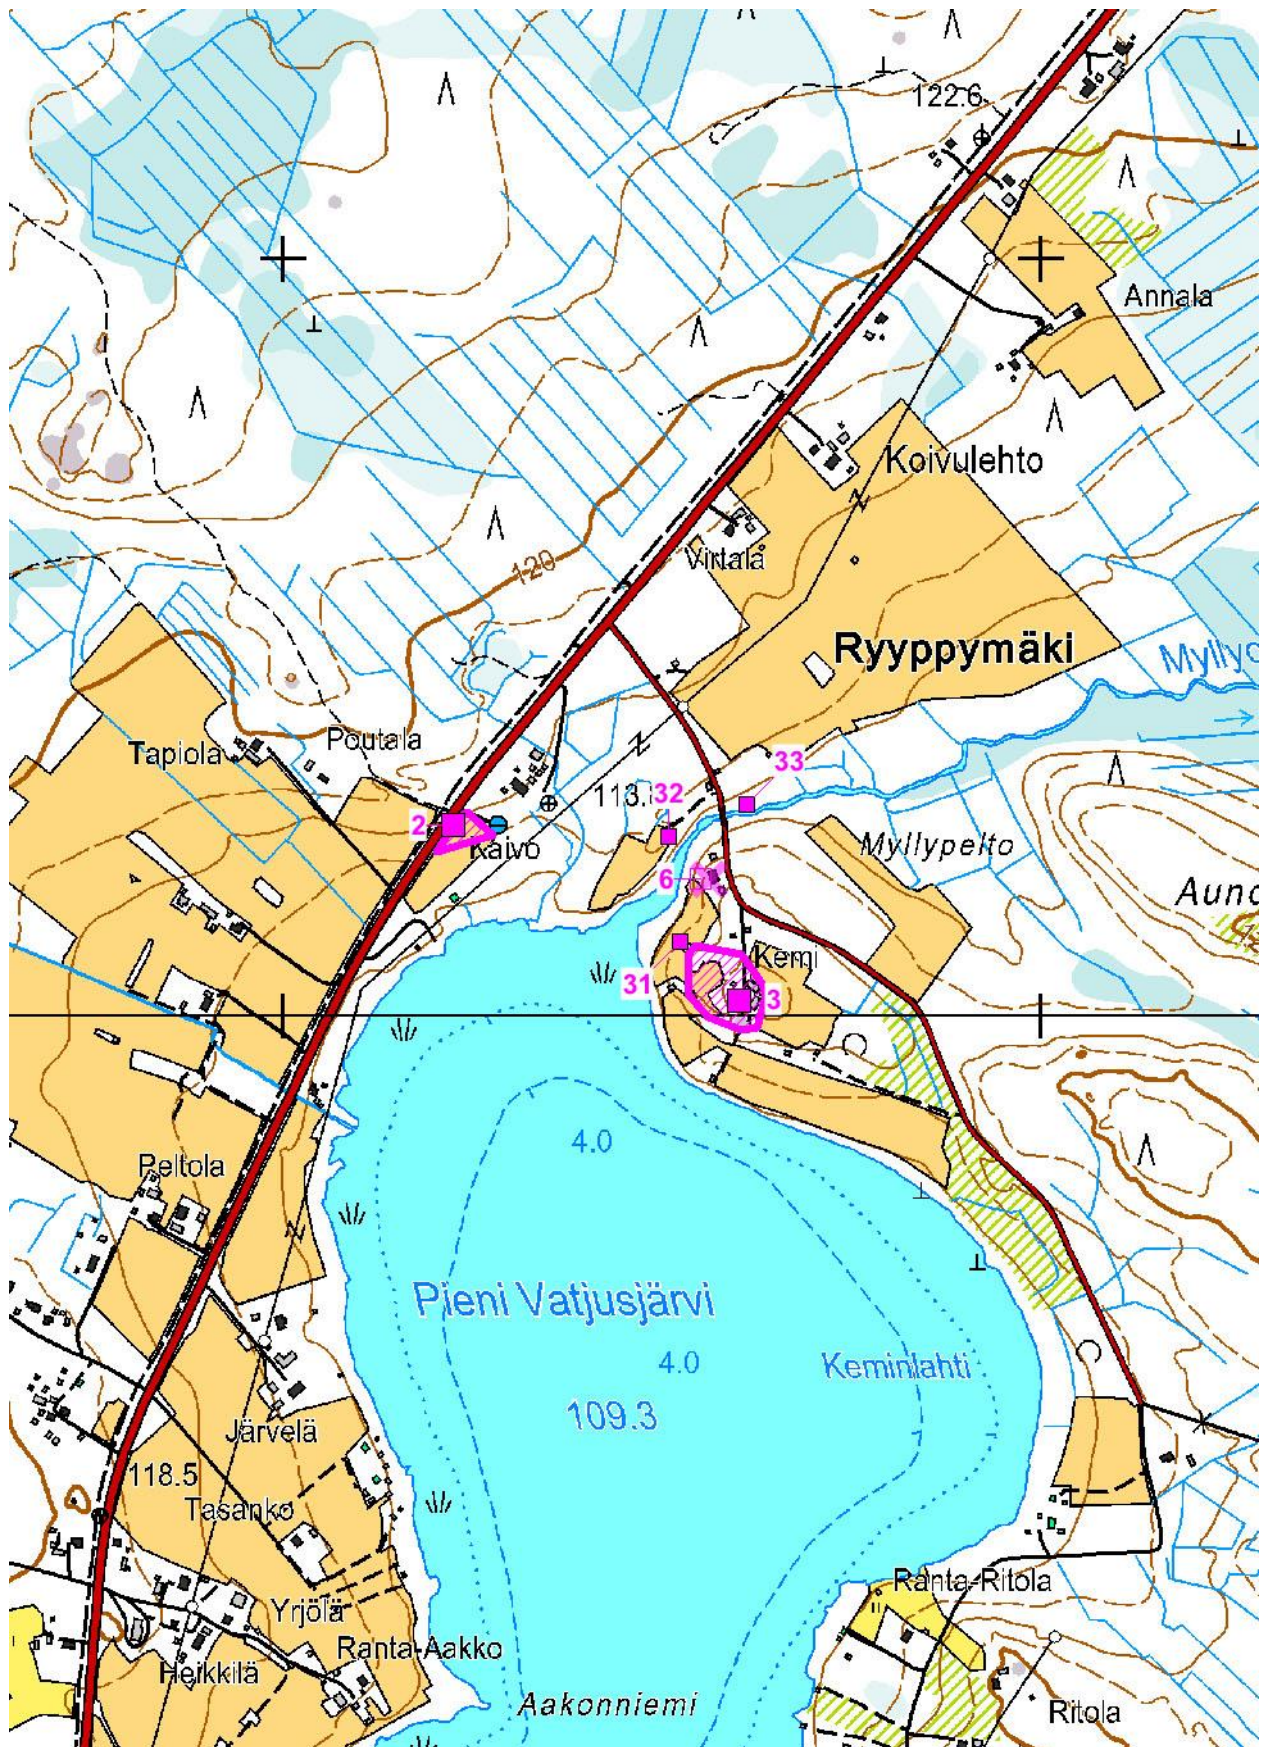 122.6
Annala
Koivulehto
Virtala
120
Ryyppymäki
Poutala
Tapiola
33
113.
32
2
Kaivo
Myllypelto
6
Kemi
31
3
4.0
Peltola
Pieni Vatjusjärvi
4.0
Keminlahti
109.3
Järvelä
118.5
Tasanko
Ranta-Ritola
Yrjölä
Ranta-Aakko
Heikkilä
Aakonniemi
Ritola